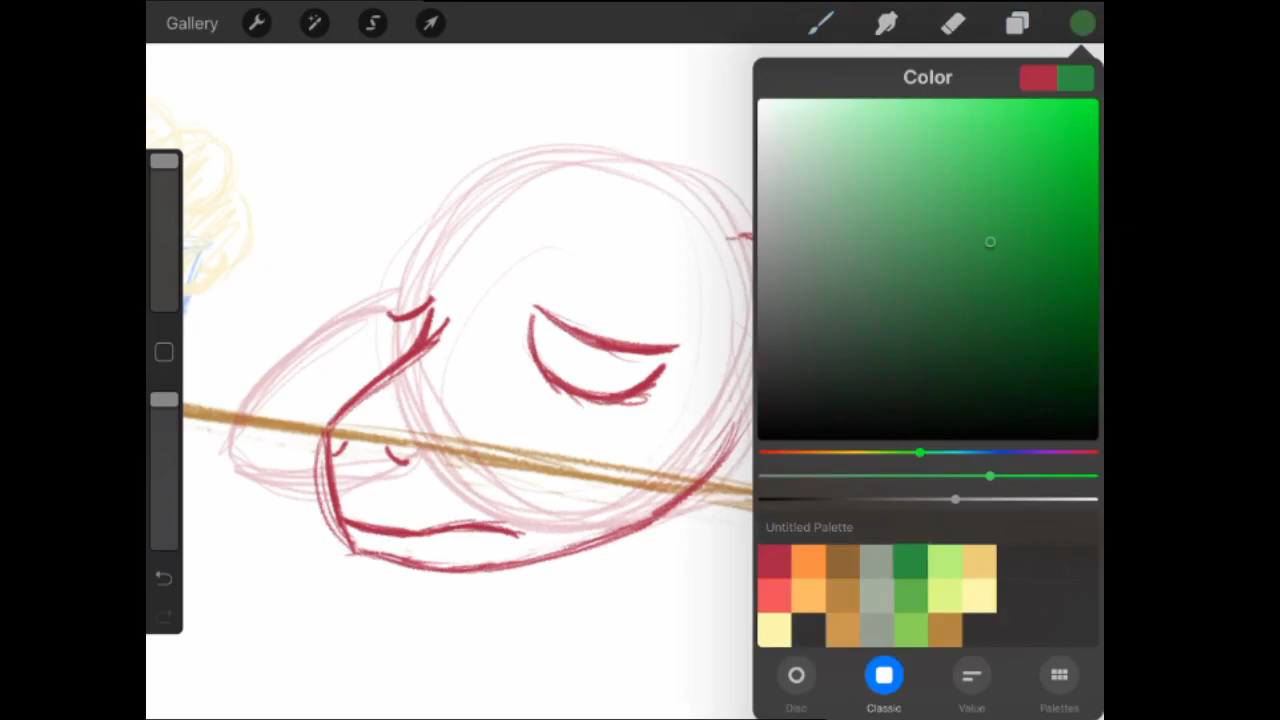 Gallery
Color
Untitled Palette
Disc
Classic
Value
Palettes